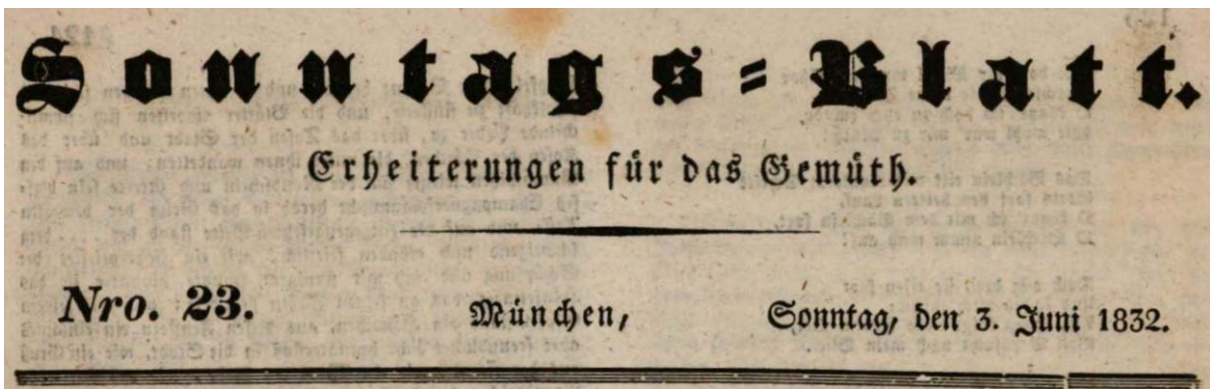 Sonntags-Blatt.
Erheiterungen für das Gemüth.
Nro. 23. München, Sonntag, den 3. Juni 1832.